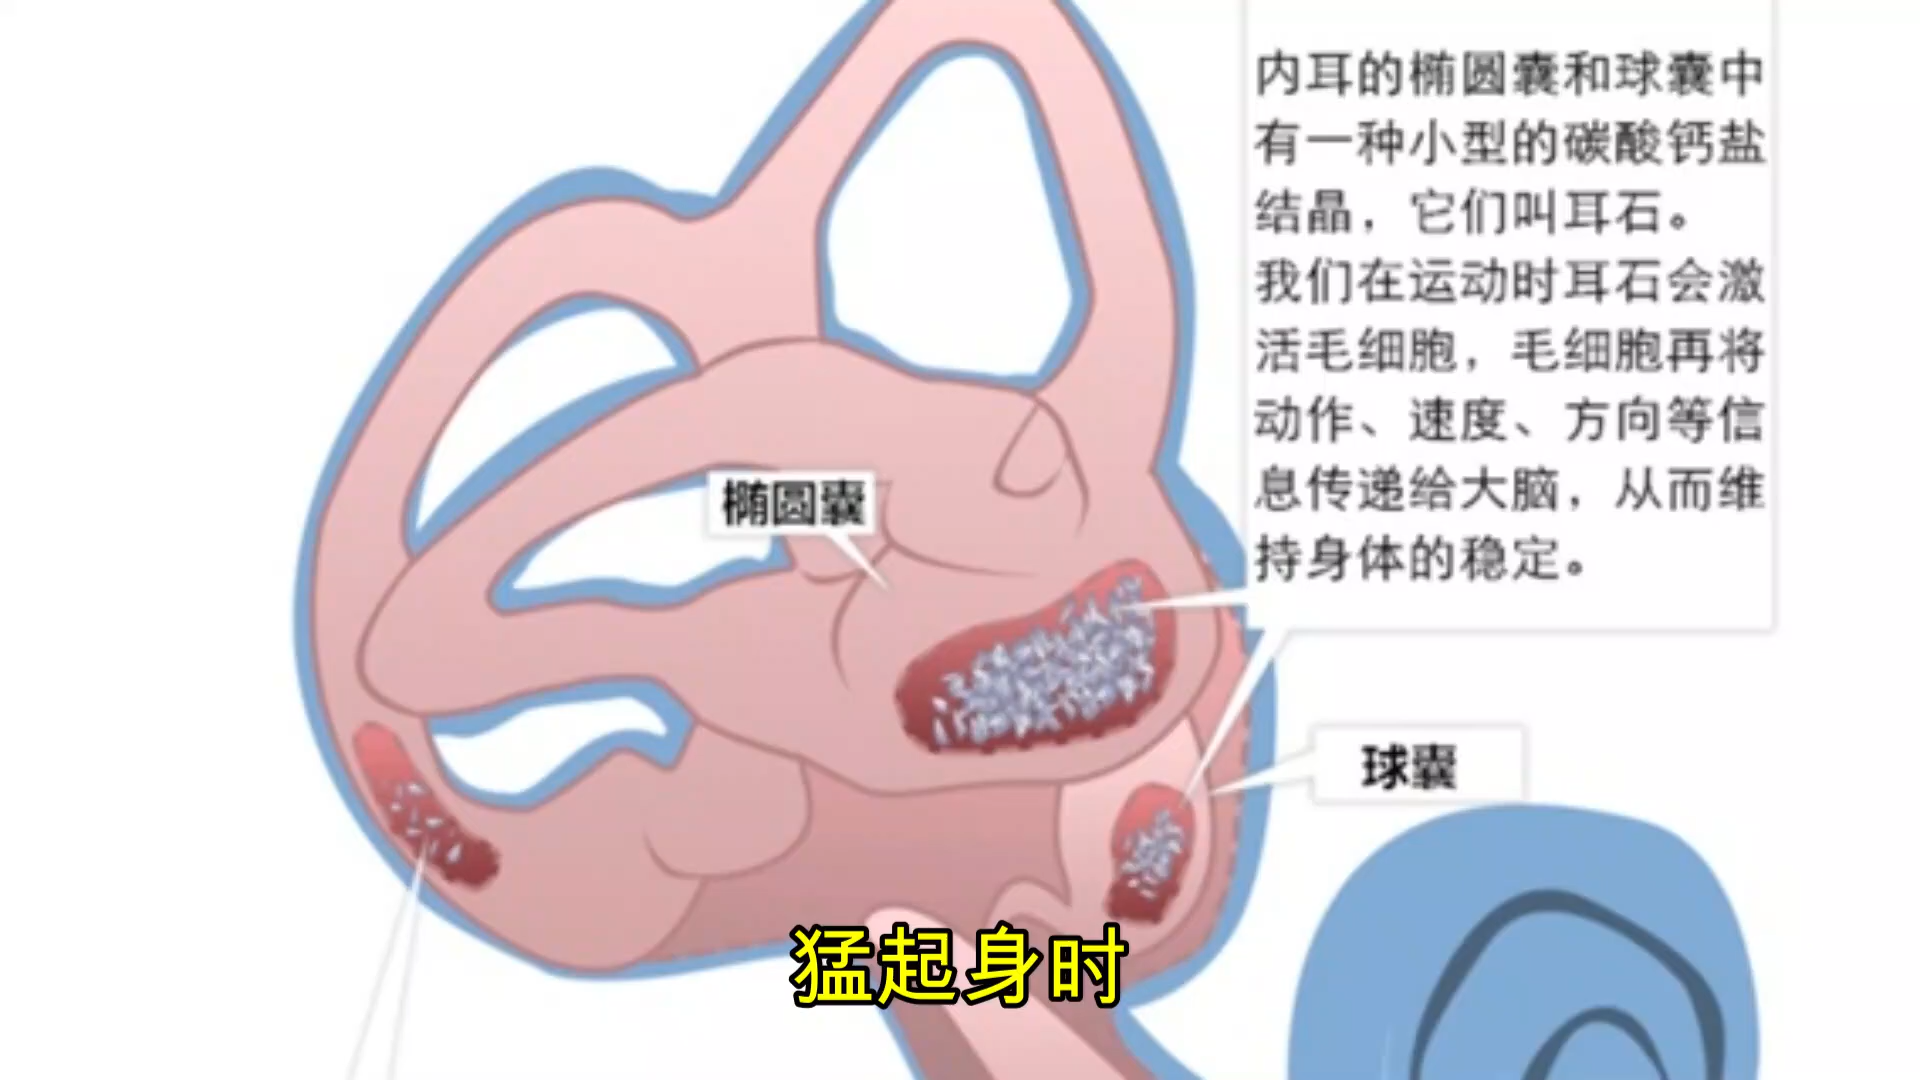 内耳的椭圆囊和球囊中
有一种小型的碳酸钙盐
结晶，它们叫耳石。
我们在运动时耳石会激
活毛细胞，毛细胞再将
动作、速度、方向等信
息传递给大脑，从而维
持身体的稳定。
椭圆囊
球囊
猛起身时